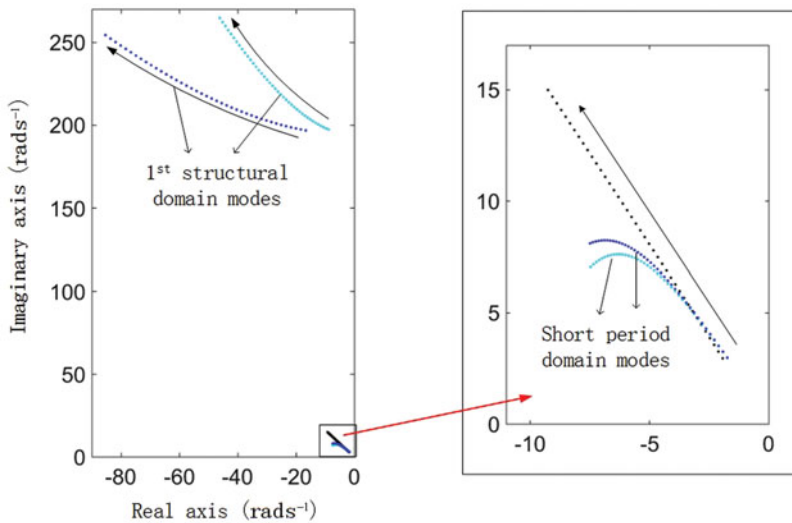 250
200
150
100
50
0
-80 -60 -40 -20 0
Imaginary axis (rads⁻¹)
Real axis (rads⁻¹)
1ˢᵗ structural
domain modes
15
10
5
0
-10 -5 0
Short period
domain modes